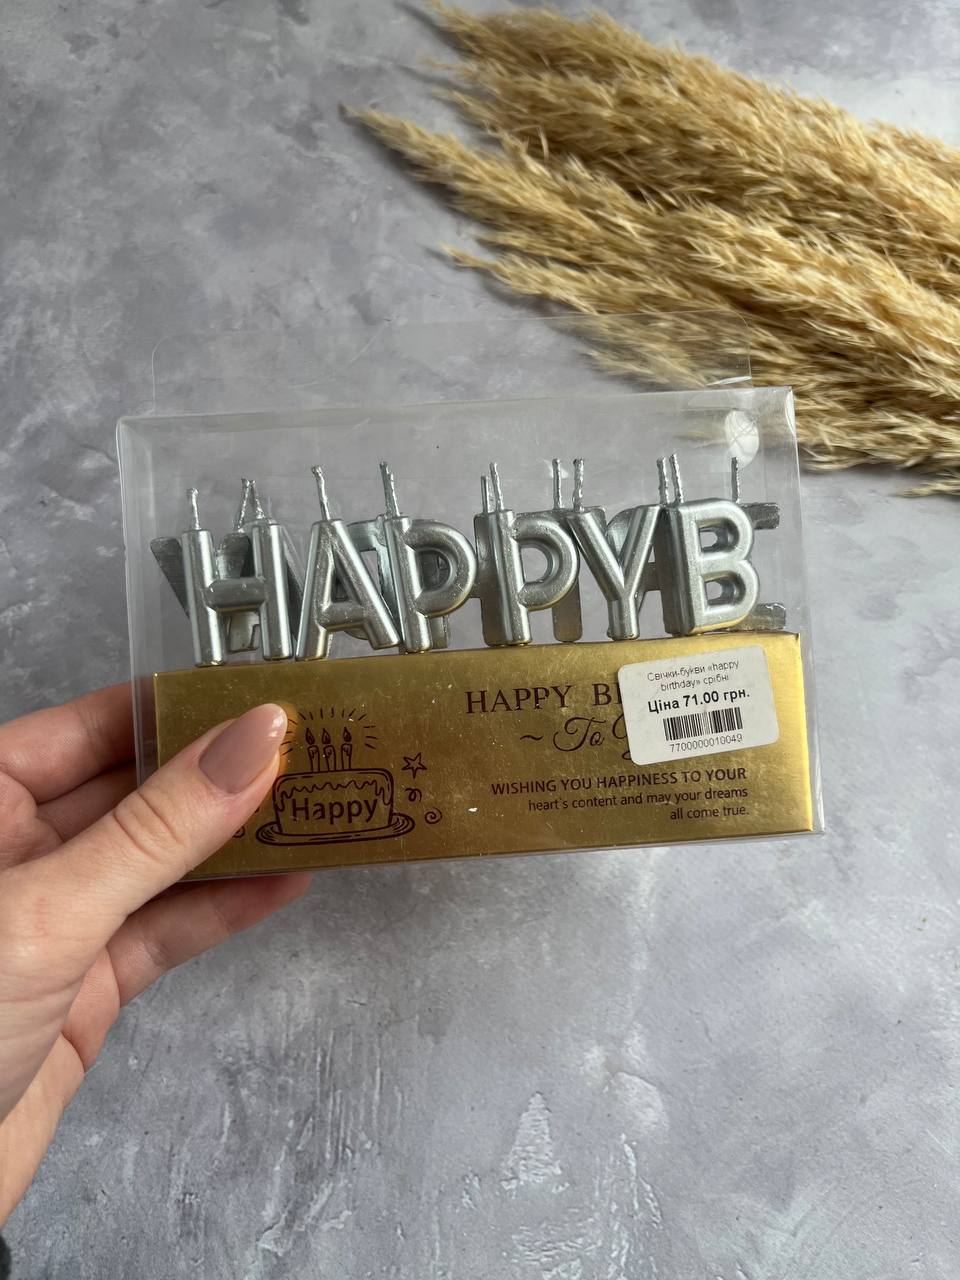 HAPPYB
HAPPY
~ To
Свічки-букви «happy
birthday» срібні
Ціна 71.00 грн.
7700000010049
Happy
WISHING YOU HAPPINESS TO YOUR
heart's content and may your dreams
all come true.